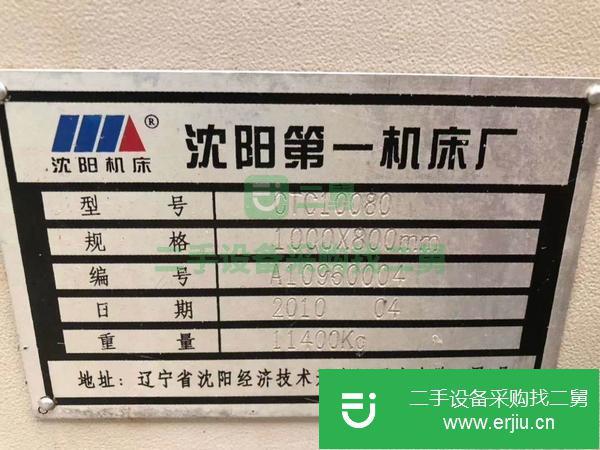 沈阳机床®
沈阳第一机床厂
型号 CTC10080
规格 1000X800mm
编号 A10960004
日期 2010 04
重量 11400Kg
地址：辽宁省沈阳经济技术
二舅
二手设备采购找二舅
二手设备采购找二舅
www.erjiu.cn